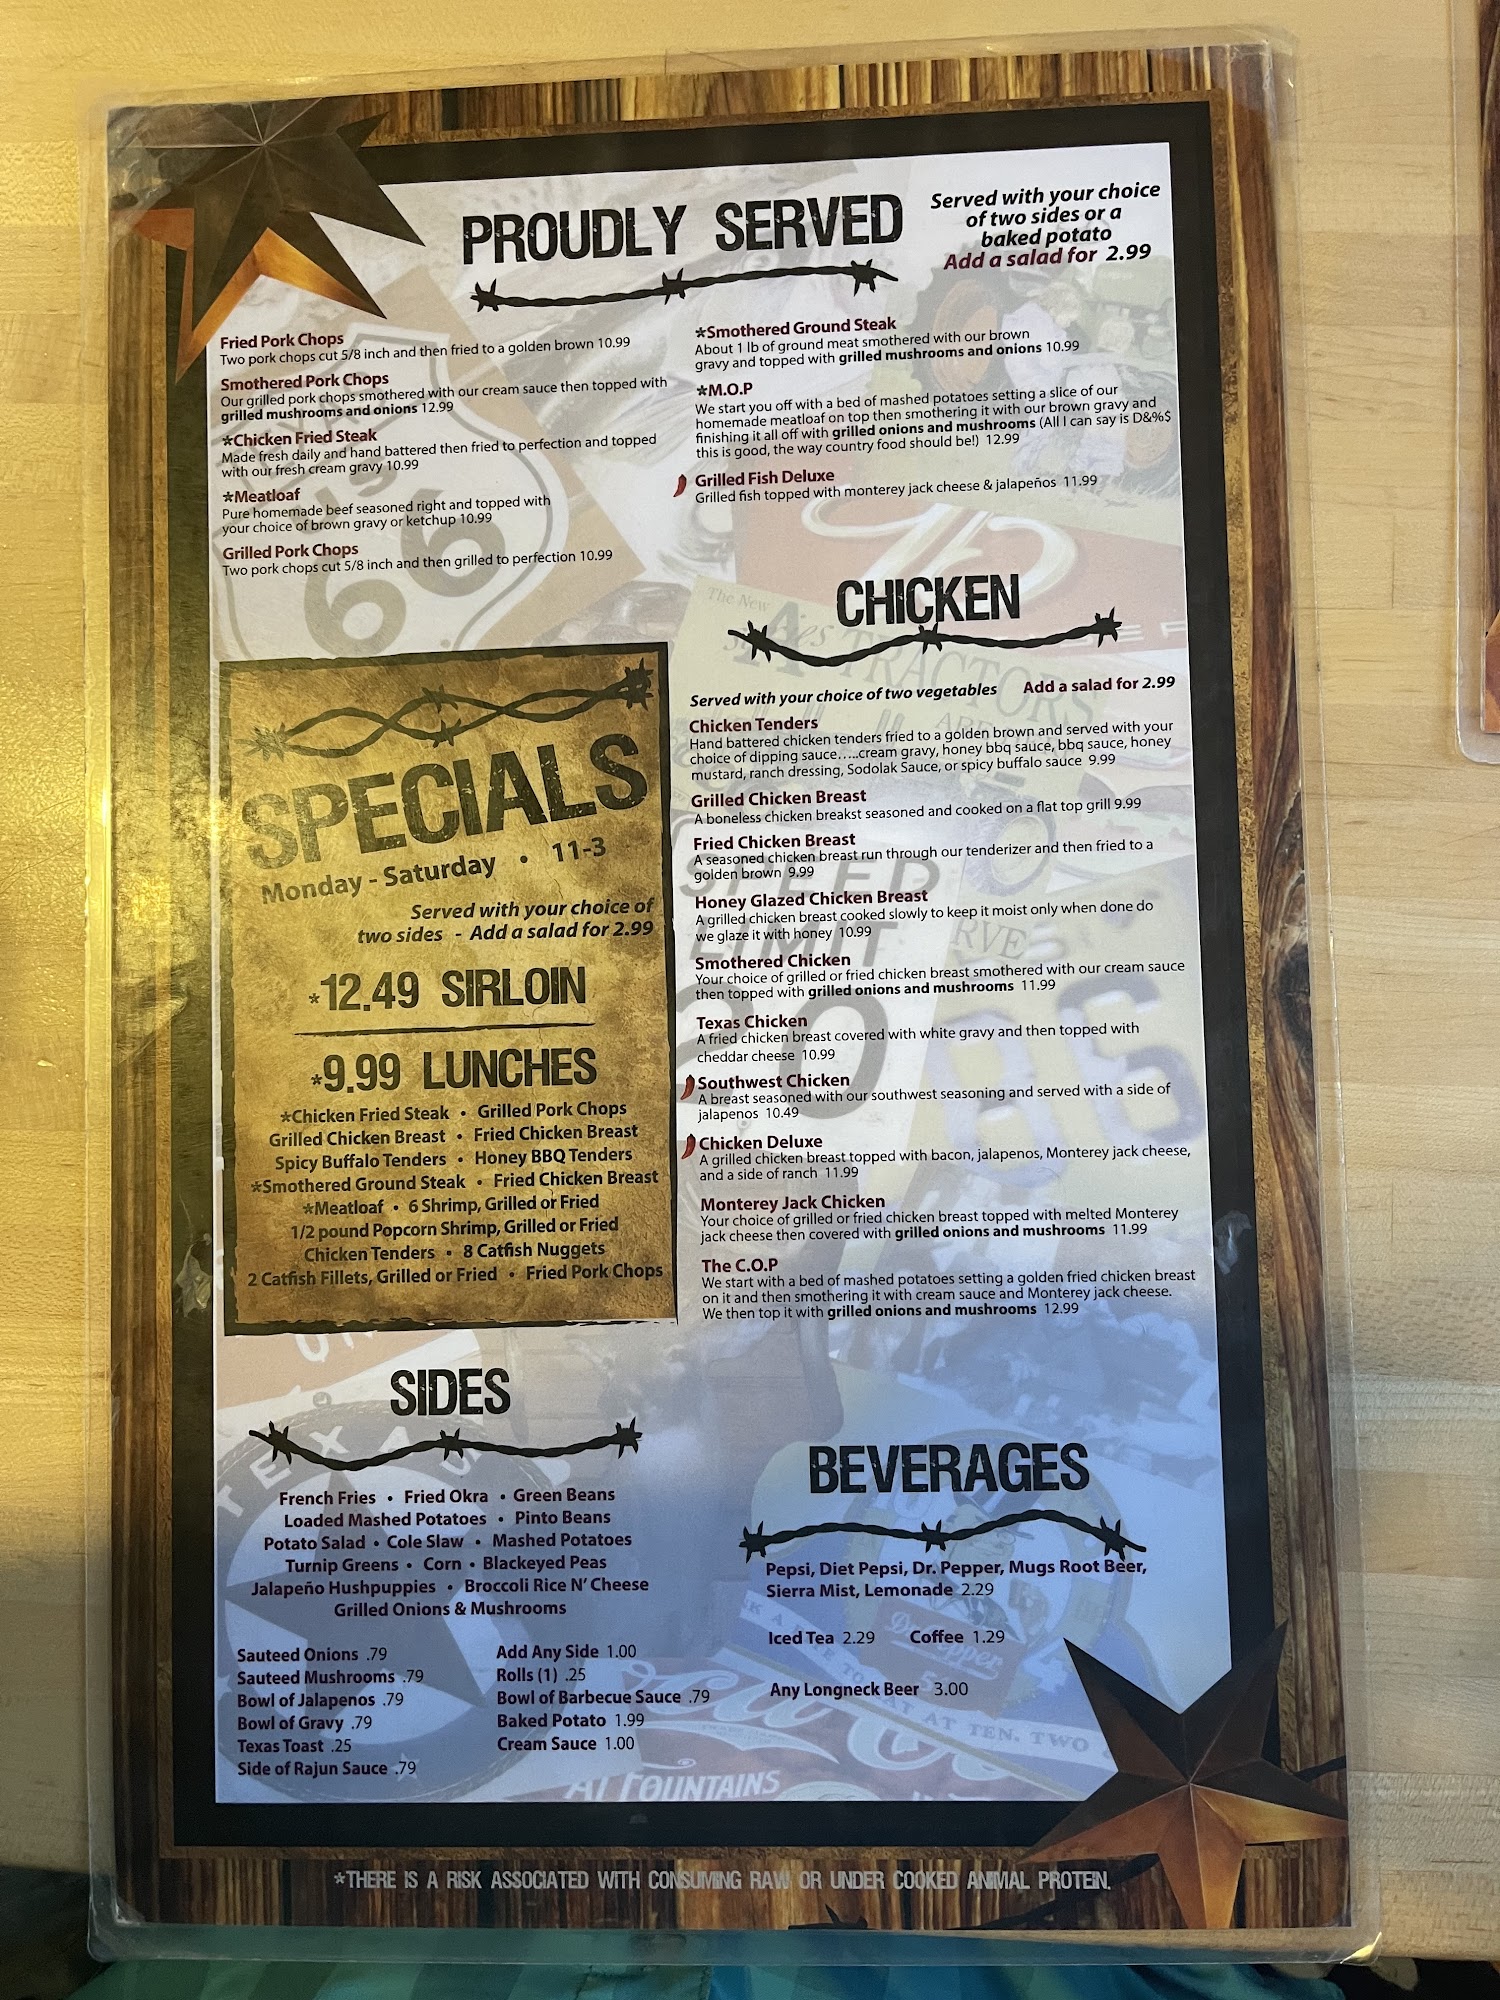 PROUDLY SERVED
Served with your choice
of two sides or a
baked potato
Add a salad for 2.99
Fried Pork Chops
Two pork chops cut 5/8 inch and then fried to a golden brown 10.99
Smothered Pork Chops
Our grilled pork chops smothered with our cream sauce then topped with
grilled mushrooms and onions 12.99
*Chicken Fried Steak
Made fresh daily and hand battered then fried to perfection and topped
with our fresh cream gravy 10.99
*Meatloaf
Pure homemade beef seasoned right and topped with
your choice of brown gravy or ketchup 10.99
Grilled Pork Chops
Two pork chops cut 5/8 inch and then grilled to perfection 10.99
*Smothered Ground Steak
About 1 lb of ground meat smothered with our brown
gravy and topped with grilled mushrooms and onions 10.99
*M.O.P
We start you off with a bed of mashed potatoes setting a slice of our
homemade meatloaf on top then smothering it with our brown gravy and
finishing it all off with grilled onions and mushrooms (All I can say is D&%$
this is good, the way country food should be!) 12.99
Grilled Fish Deluxe
Grilled fish topped with monterey jack cheese & jalapeños 11.99
SPECIALS
Monday - Saturday • 11-3
Served with your choice of
two sides - Add a salad for 2.99
*12.49 SIRLOIN
*9.99 LUNCHES
*Chicken Fried Steak • Grilled Pork Chops
Grilled Chicken Breast • Fried Chicken Breast
Spicy Buffalo Tenders • Honey BBQ Tenders
*Smothered Ground Steak • Fried Chicken Breast
*Meatloaf • 6 Shrimp, Grilled or Fried
1/2 pound Popcorn Shrimp, Grilled or Fried
Chicken Tenders • 8 Catfish Nuggets
2 Catfish Fillets, Grilled or Fried • Fried Pork Chops
CHICKEN
Served with your choice of two vegetables Add a salad for 2.99
Chicken Tenders
Hand battered chicken tenders fried to a golden brown and served with your
choice of dipping sauce.....cream gravy, honey bbq sauce, bbq sauce, honey
mustard, ranch dressing, Sodolak Sauce, or spicy buffalo sauce 9.99
Grilled Chicken Breast
A boneless chicken breakst seasoned and cooked on a flat top grill 9.99
Fried Chicken Breast
A seasoned chicken breast run through our tenderizer and then fried to a
golden brown 9.99
Honey Glazed Chicken Breast
A grilled chicken breast cooked slowly to keep it moist only when done do
we glaze it with honey 10.99
Smothered Chicken
Your choice of grilled or fried chicken breast smothered with our cream sauce
then topped with grilled onions and mushrooms 11.99
Texas Chicken
A fried chicken breast covered with white gravy and then topped with
cheddar cheese 10.99
Southwest Chicken
A breast seasoned with our southwest seasoning and served with a side of
jalapenos 10.49
Chicken Deluxe
A grilled chicken breast topped with bacon, jalapenos, Monterey jack cheese,
and a side of ranch 11.99
Monterey Jack Chicken
Your choice of grilled or fried chicken breast topped with melted Monterey
jack cheese then covered with grilled onions and mushrooms 11.99
The C.O.P
We start with a bed of mashed potatoes setting a golden fried chicken breast
on it and then smothering it with cream sauce and Monterey jack cheese.
We then top it with grilled onions and mushrooms 12.99
SIDES
French Fries • Fried Okra • Green Beans
Loaded Mashed Potatoes • Pinto Beans
Potato Salad • Cole Slaw • Mashed Potatoes
Turnip Greens • Corn • Blackeyed Peas
Jalapeño Hushpuppies • Broccoli Rice N' Cheese
Grilled Onions & Mushrooms
Sauteed Onions .79
Sauteed Mushrooms .79
Bowl of Jalapenos .79
Bowl of Gravy .79
Texas Toast .25
Side of Rajun Sauce .79
Add Any Side 1.00
Rolls (1) .25
Bowl of Barbecue Sauce .79
Baked Potato 1.99
Cream Sauce 1.00
BEVERAGES
Pepsi, Diet Pepsi, Dr. Pepper, Mugs Root Beer,
Sierra Mist, Lemonade 2.29
Iced Tea 2.29 Coffee 1.29
Any Longneck Beer 3.00
*THERE IS A RISK ASSOCIATED WITH CONSUMING RAW OR UNDER COOKED ANIMAL PROTEIN.